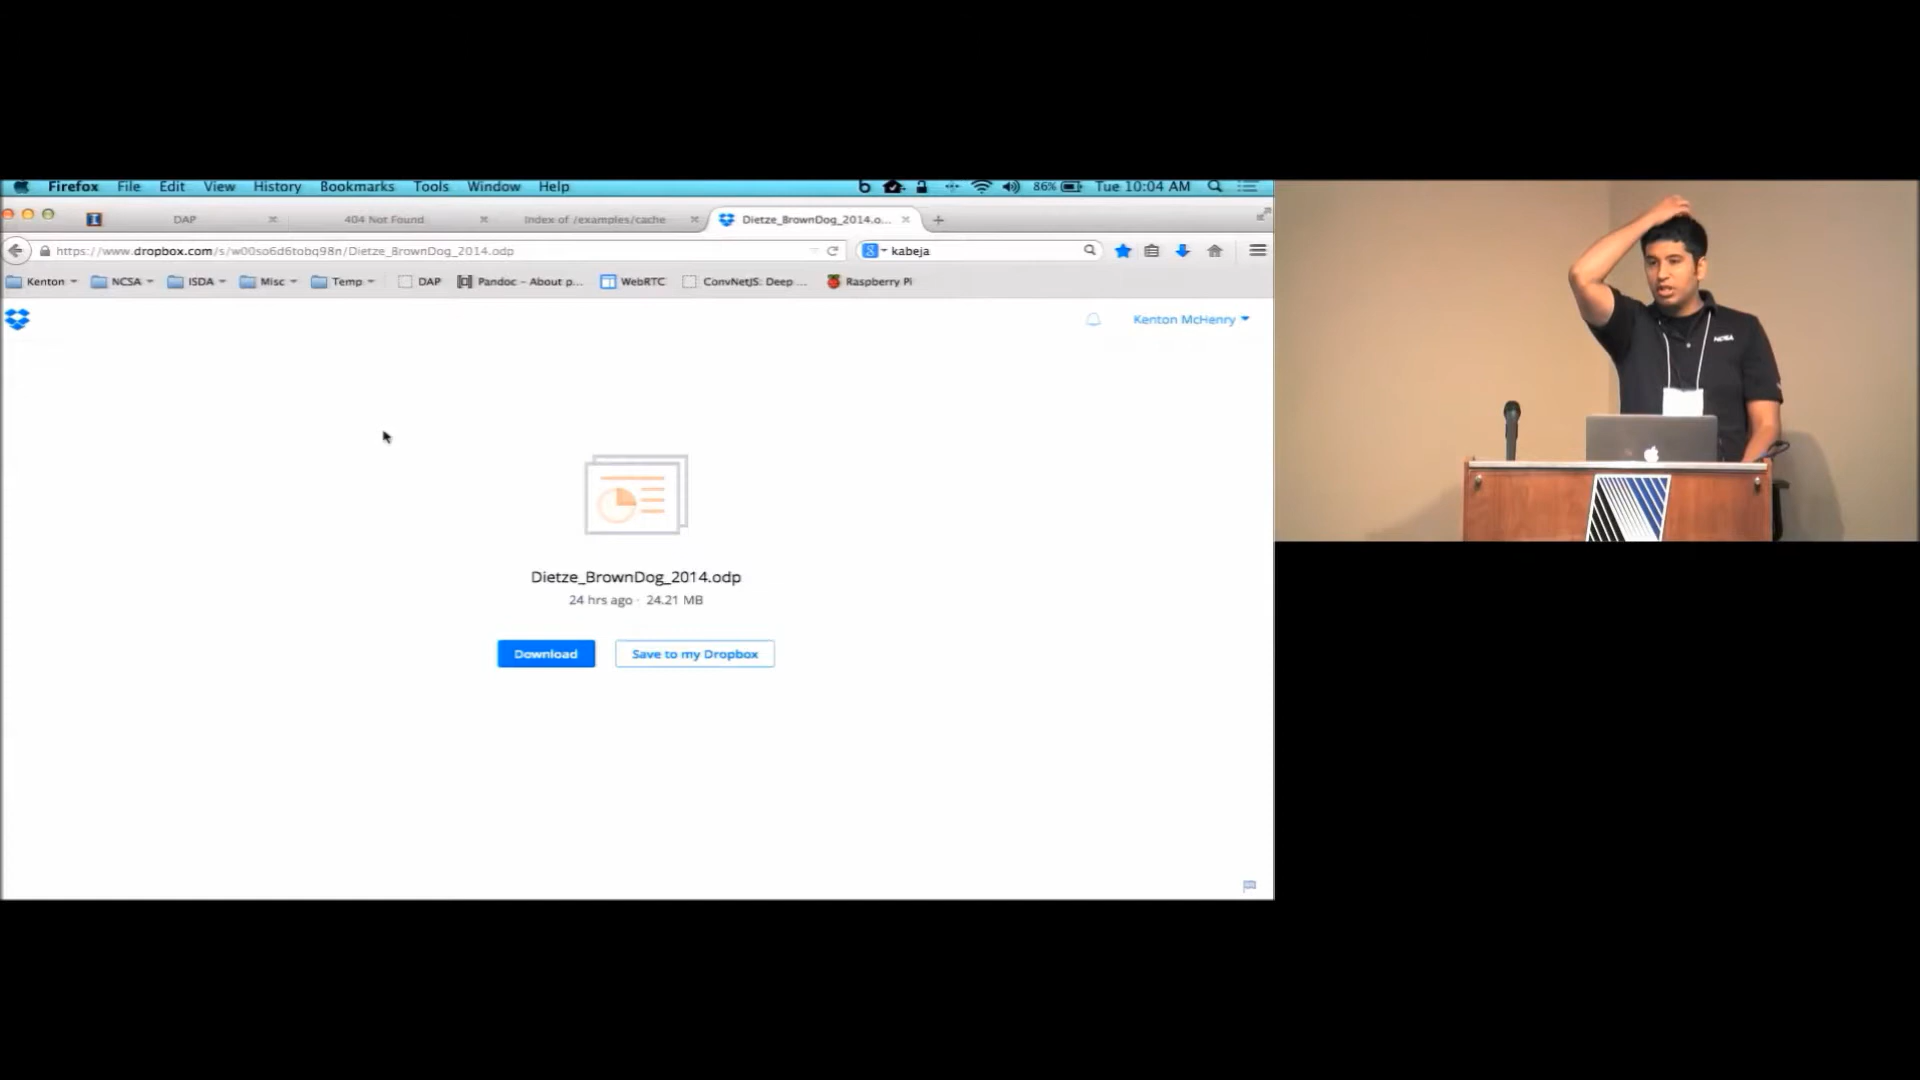 Firefox File Edit View History Bookmarks Tools Window Help 86% Tue 10:04 AM
DAP 404 Not Found Index of /examples/cache Dietze_BrownDog_2014.o...
https://www.dropbox.com/s/w00so6d6tobq98n/Dietze_BrownDog_2014.odp kabeja
Kenton NCSA ISDA Misc Temp DAP Pandoc - About p... WebRTC ConvNetJS: Deep ... Raspberry Pi
Kenton McHenry
NCSA
Dietze_BrownDog_2014.odp
24 hrs ago · 24.21 MB
Download Save to my Dropbox